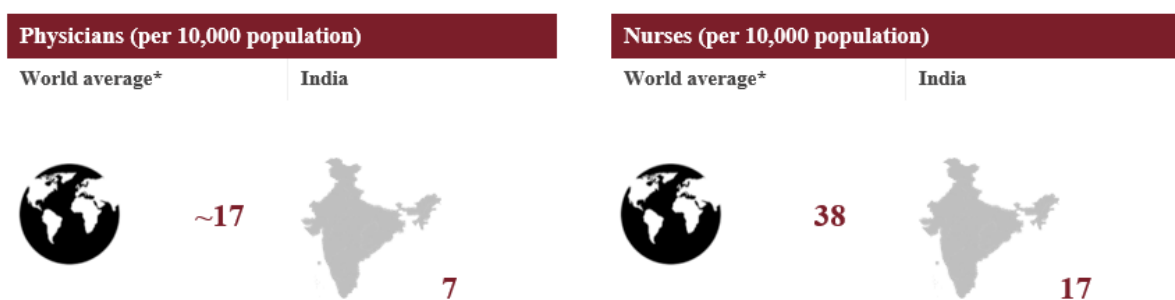 Physicians (per 10,000 population)
World average*
India
~17
7
Nurses (per 10,000 population)
World average*
India
38
17